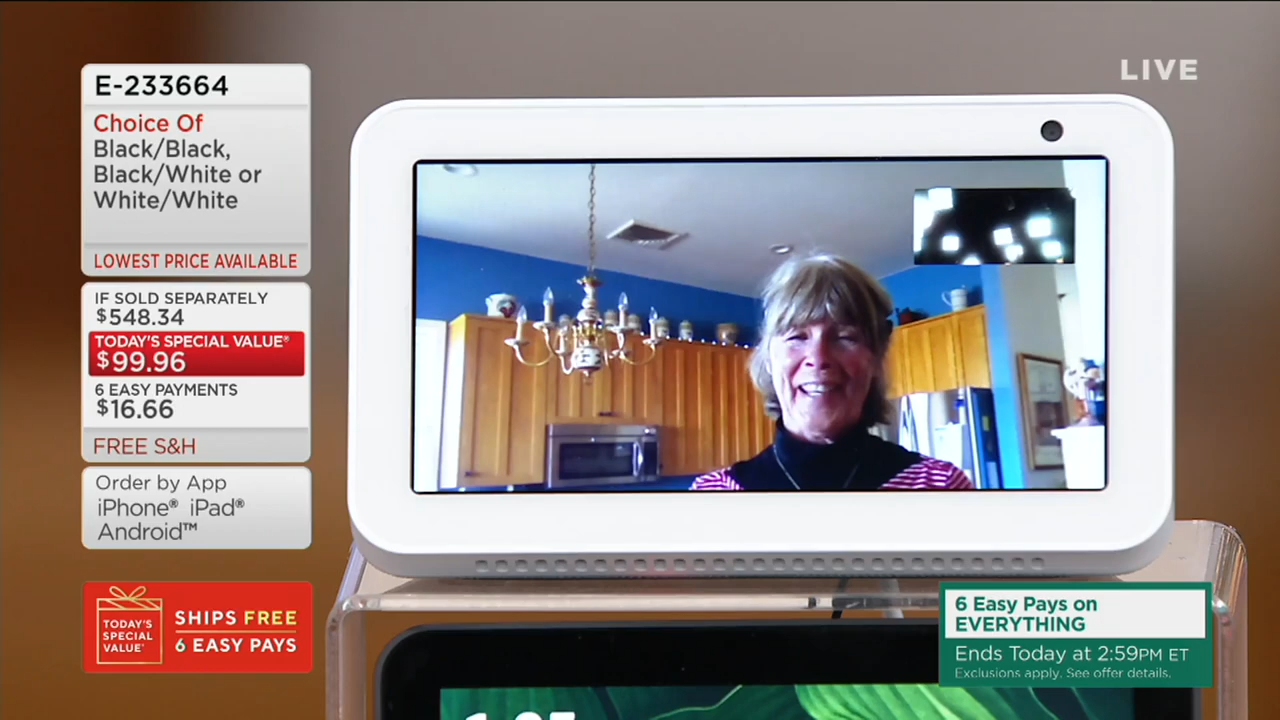 E-233664
Choice Of
Black/Black,
Black/White or
White/White
LOWEST PRICE AVAILABLE
IF SOLD SEPARATELY
$548.34
TODAY'S SPECIAL VALUE®
$99.96
6 EASY PAYMENTS
$16.66
FREE S&H
Order by App
iPhone® iPad®
Android™
TODAY'S
SPECIAL
VALUE®
SHIPS FREE
6 EASY PAYS
LIVE
6 Easy Pays on
EVERYTHING
Ends Today at 2:59PM ET
Exclusions apply. See offer details.